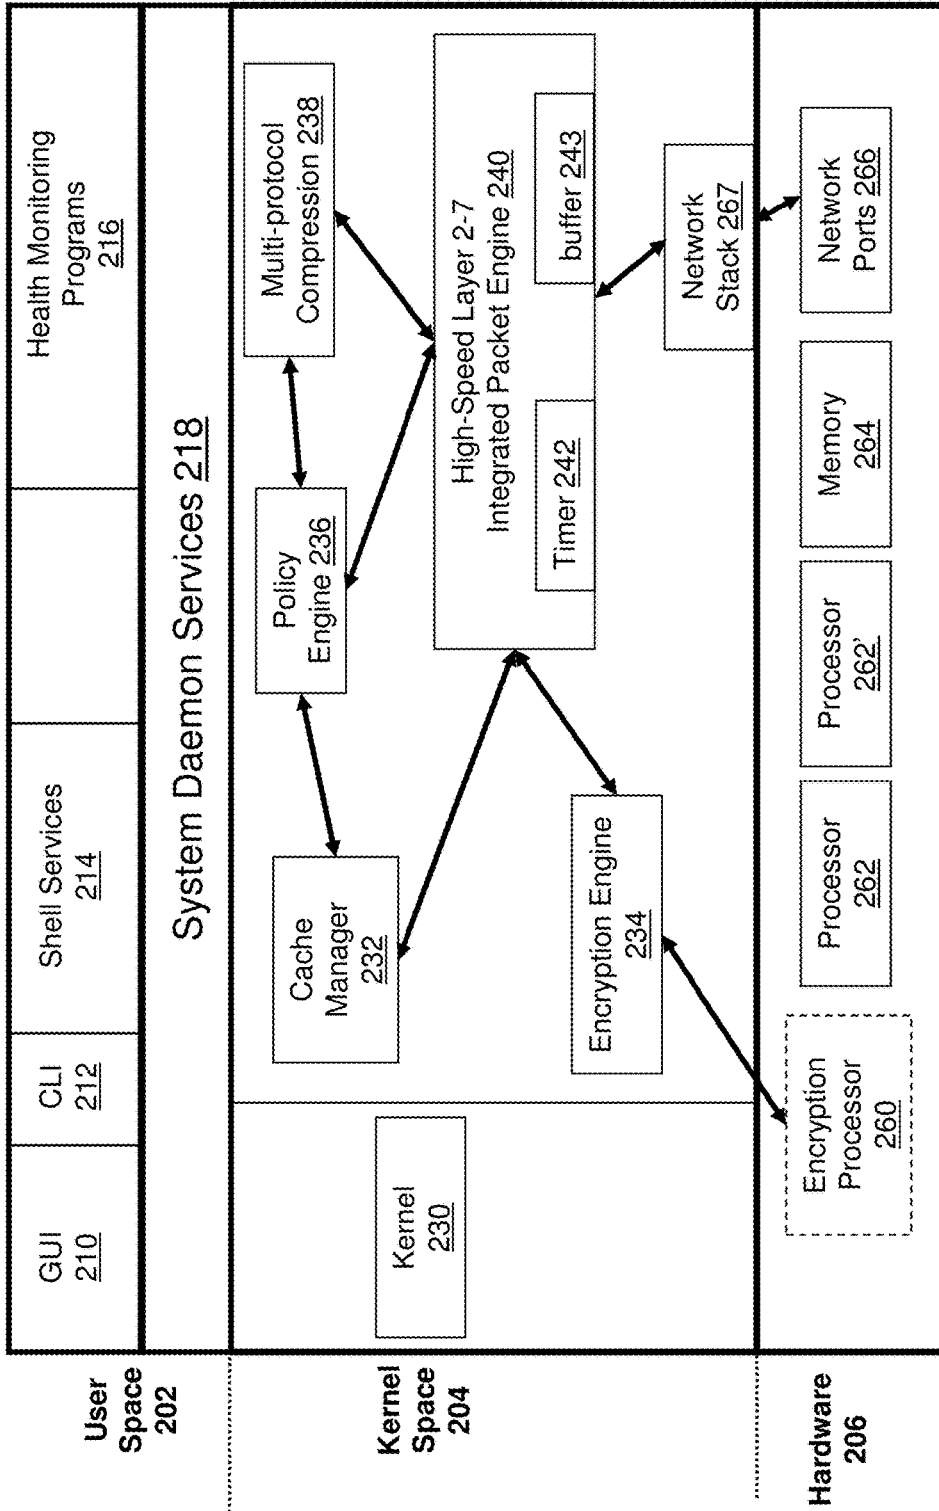 User
Space
202
GUI
210
CLI
212
Shell Services
214
Health Monitoring
Programs
216
System Daemon Services 218
Kernel
Space 204
Kernel
230
Cache
Manager
232
Policy
Engine 236
Multi-protocol
Compression 238
Encryption Engine
234
High-Speed Layer 2-7
Integrated Packet Engine 240
Timer 242
buffer 243
Network
Stack 267
Hardware
206
Encryption
Processor
260
Processor
262
Processor
262'
Memory
264
Network
Ports 266